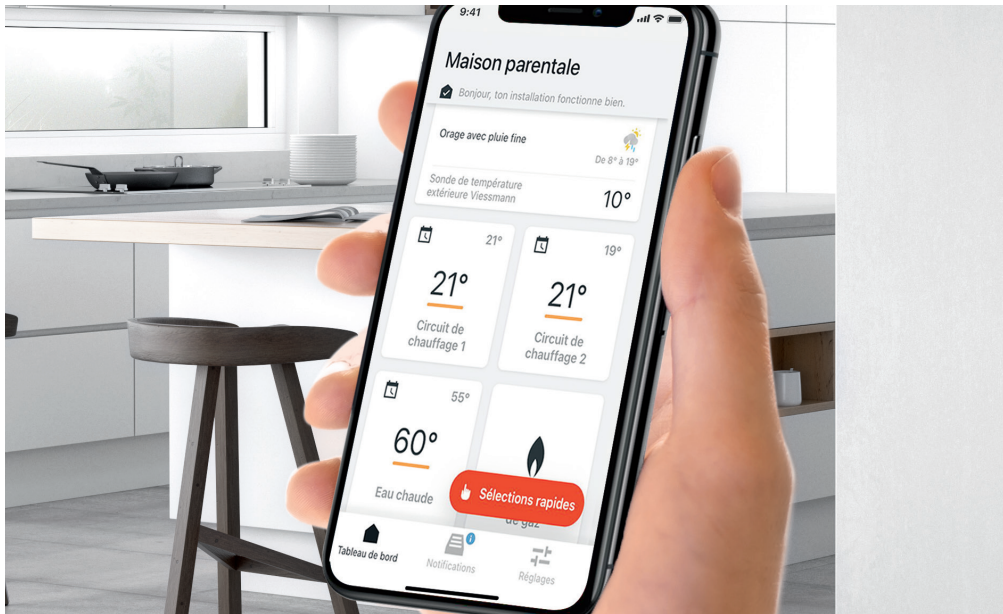 9:41
Maison parentale
Bonjour, ton installation fonctionne bien.
Orage avec pluie fine
De 8° à 19°
Sonde de température
extérieure Viessmann
10°
21°
21°
Circuit de
chauffage 1
19°
21°
Circuit de
chauffage 2
55°
60°
Eau chaude
de gaz
Sélections rapides
Tableau de bord
Notifications
Réglages